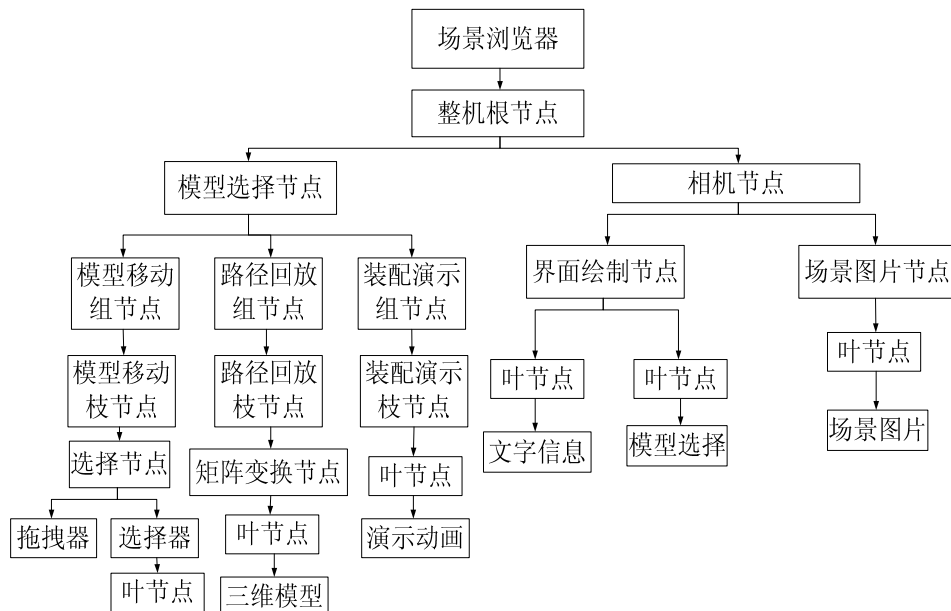 场景浏览器
整机根节点
模型选择节点
相机节点
模型移动
组节点
路径回放
组节点
装配演示
组节点
界面绘制节点
场景图片节点
模型移动
枝节点
路径回放
枝节点
装配演示
枝节点
叶节点
叶节点
叶节点
选择节点
矩阵变换节点
叶节点
文字信息
模型选择
场景图片
拖拽器
选择器
叶节点
演示动画
叶节点
三维模型